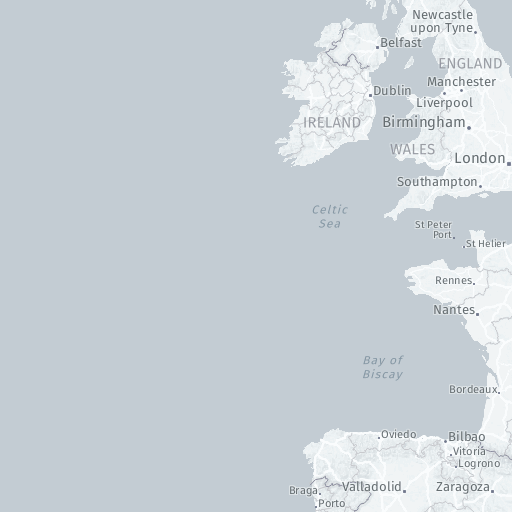 Newcastle
upon Tyne
Belfast
ENGLAND
Manchester
Dublin
Liverpool
IRELAND
Birmingham
WALES
London
Southampton
Celtic
Sea
St Peter
Port
St Helier
Rennes
Nantes
Bay of
Biscay
Bordeaux
Oviedo
Bilbao
Vitoria
Logrono
Braga
Valladolid
Zaragoza
Porto